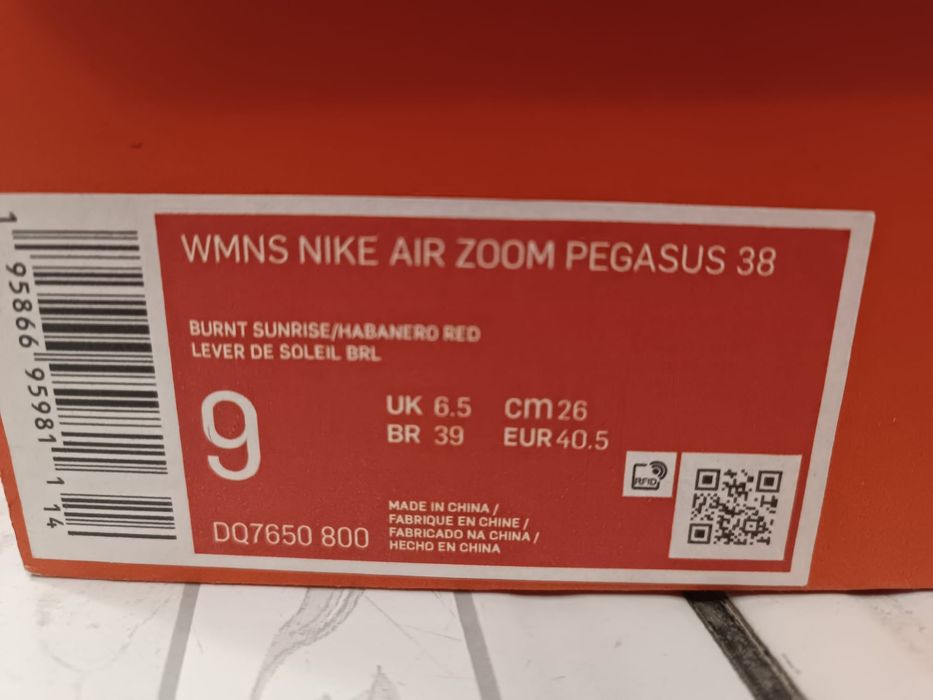 WMNS NIKE AIR ZOOM PEGASUS 38
BURNT SUNRISE/HABANERO RED
LEVER DE SOLEIL BRL
9
UK 6.5 cm 26
BR 39 EUR 40.5
RFID
DQ7650 800
MADE IN CHINA /
FABRIQUE EN CHINE /
FABRICADO NA CHINA /
HECHO EN CHINA
1 95866 95981 1 14